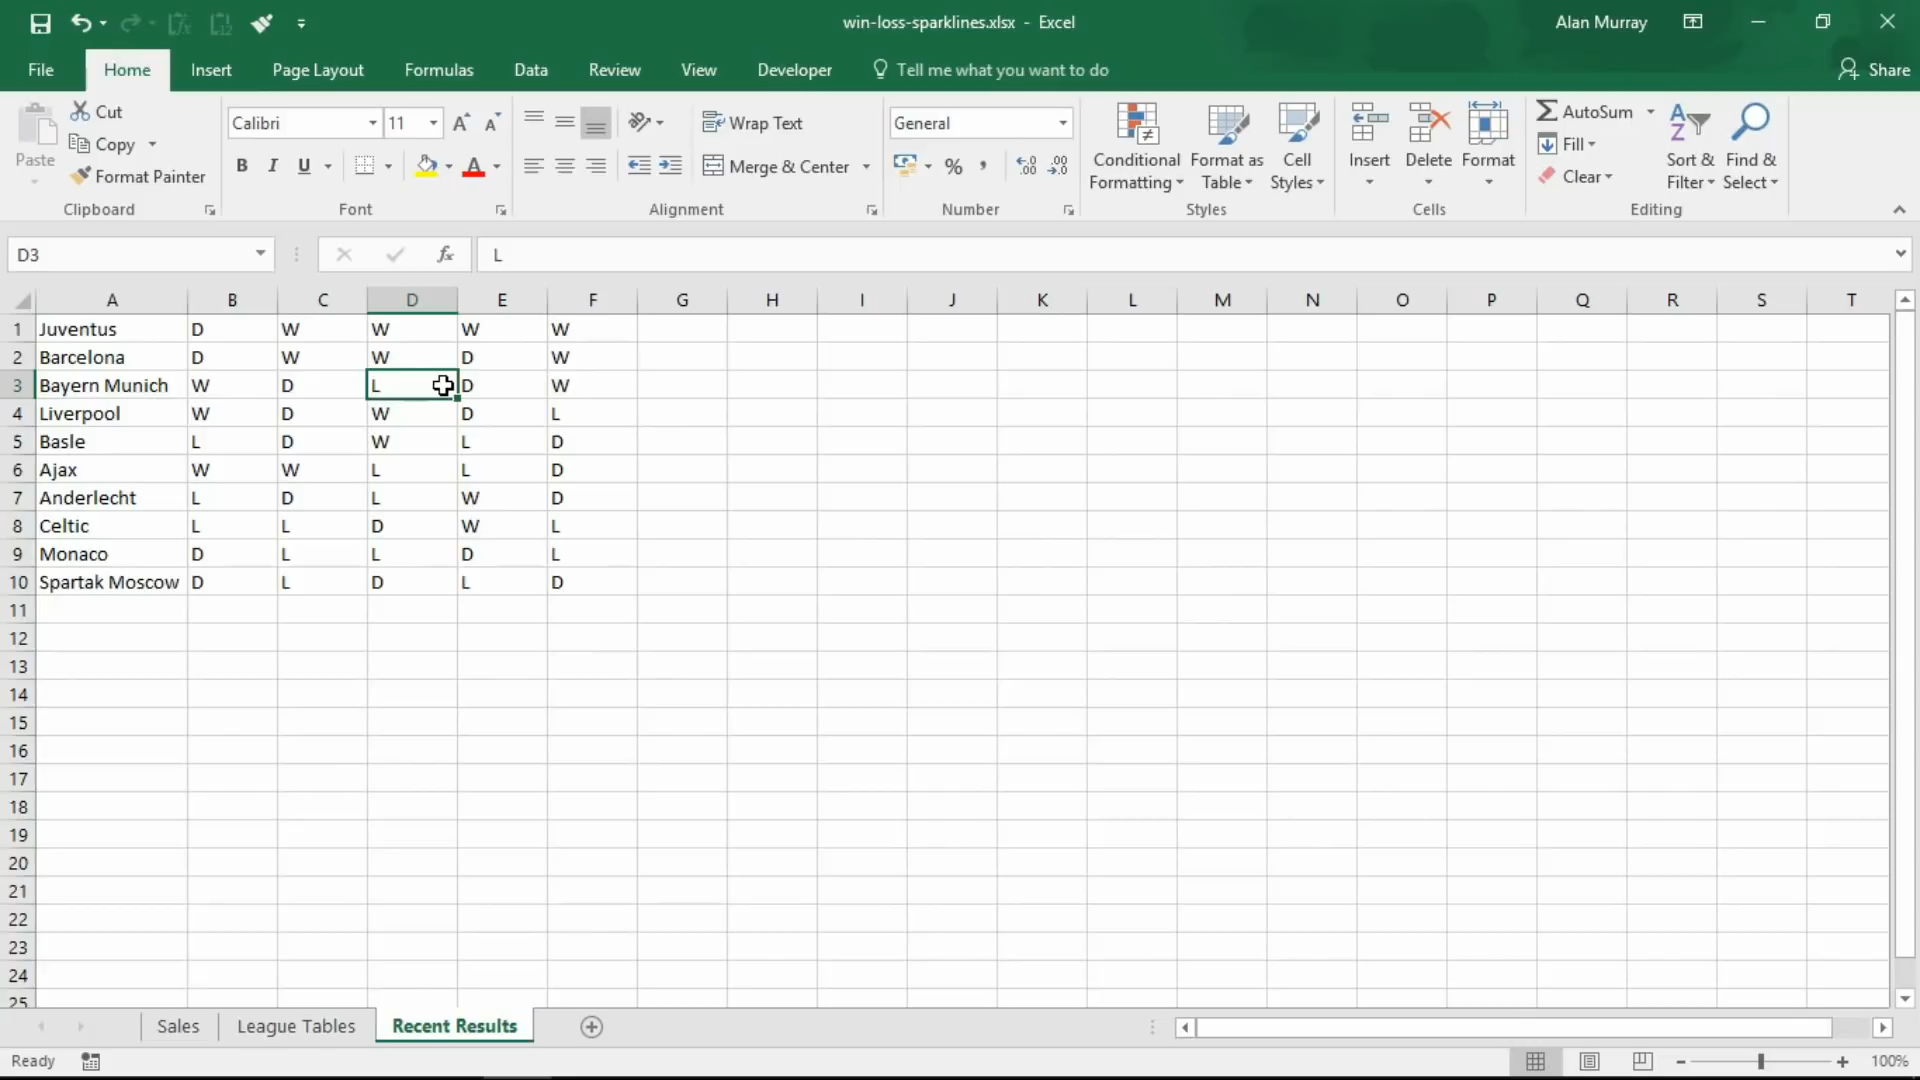 win-loss-sparklines.xlsx - Excel
Alan Murray
File Home Insert Page Layout Formulas Data Review View Developer Tell me what you want to do Share
Paste
Cut
Copy
Format Painter
Clipboard
Calibri 11
B I U A
Font
Wrap Text
Merge & Center
Alignment
General
% ,
Number
Conditional Formatting
Format as Table
Cell Styles
Styles
Insert Delete Format
Cells
AutoSum
Fill
Clear
Sort & Filter
Find & Select
Editing
D3 fx L
A B C D E F G H I J K L M N O P Q R S T
1 Juventus D W W W W
2 Barcelona D W W D W
3 Bayern Munich W D L D W
4 Liverpool W D W D L
5 Basle L D W L D
6 Ajax W W L L D
7 Anderlecht L D L W D
8 Celtic L L D W L
9 Monaco D L L D L
10 Spartak Moscow D L D L D
11
12
13
14
15
16
17
18
19
20
21
22
23
24
25
Sales League Tables Recent Results
Ready 100%